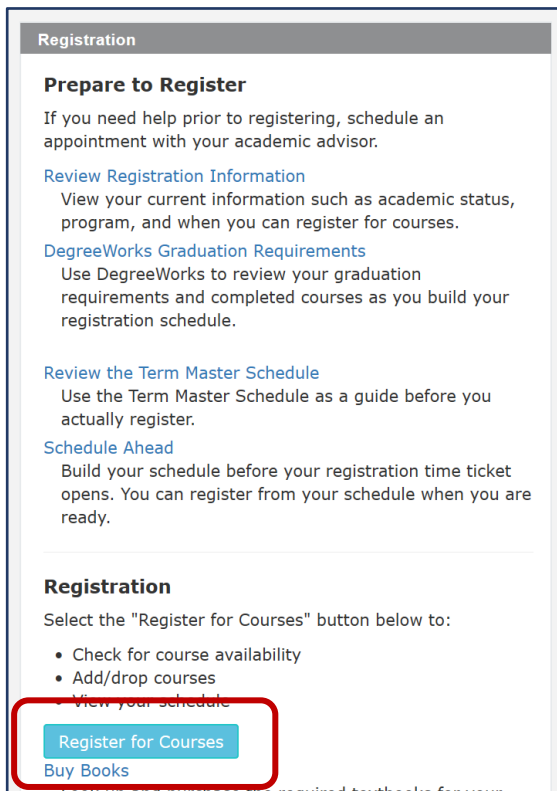 Registration
Prepare to Register
If you need help prior to registering, schedule an
appointment with your academic advisor.
Review Registration Information
View your current information such as academic status,
program, and when you can register for courses.
DegreeWorks Graduation Requirements
Use DegreeWorks to review your graduation
requirements and completed courses as you build your
registration schedule.
Review the Term Master Schedule
Use the Term Master Schedule as a guide before you
actually register.
Schedule Ahead
Build your schedule before your registration time ticket
opens. You can register from your schedule when you are
ready.
Registration
Select the "Register for Courses" button below to:
• Check for course availability
• Add/drop courses
• View your schedule
Register for Courses
Buy Books
the required textbooks for your